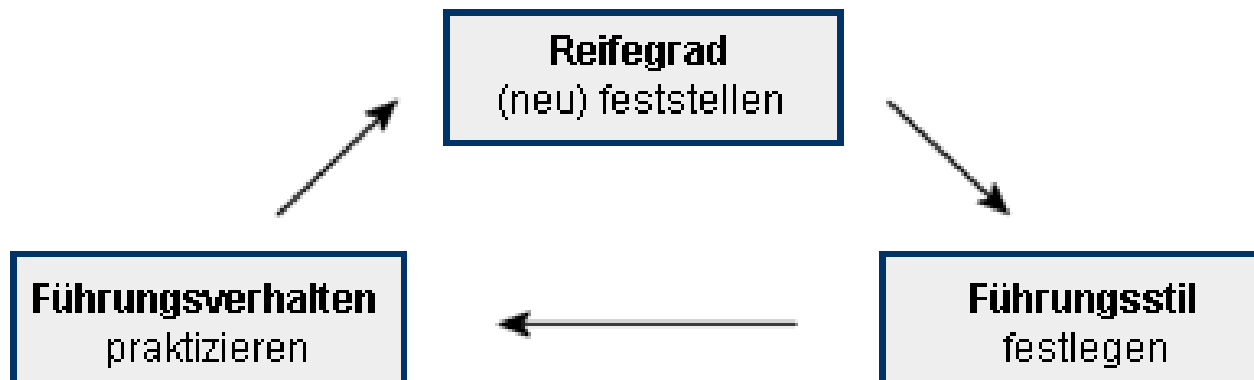 Reifegrad
(neu) feststellen
Führungsverhalten
praktizieren
Führungsstil
festlegen